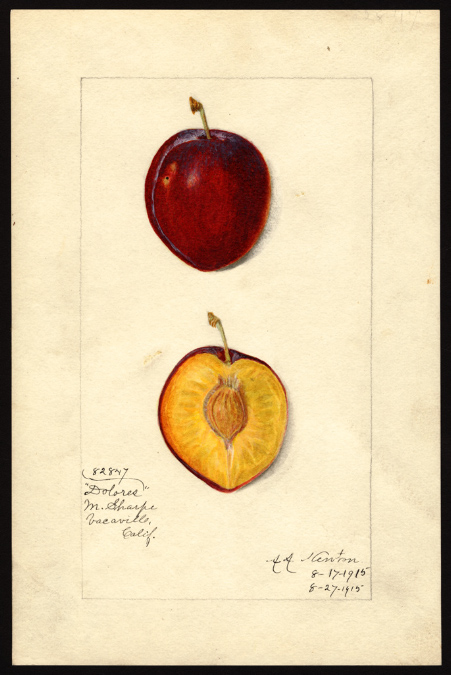 82847
"Dolores"
M. Sharpe
Vacaville,
Calif.
A A Newton
8-17-1915
8-27-1915